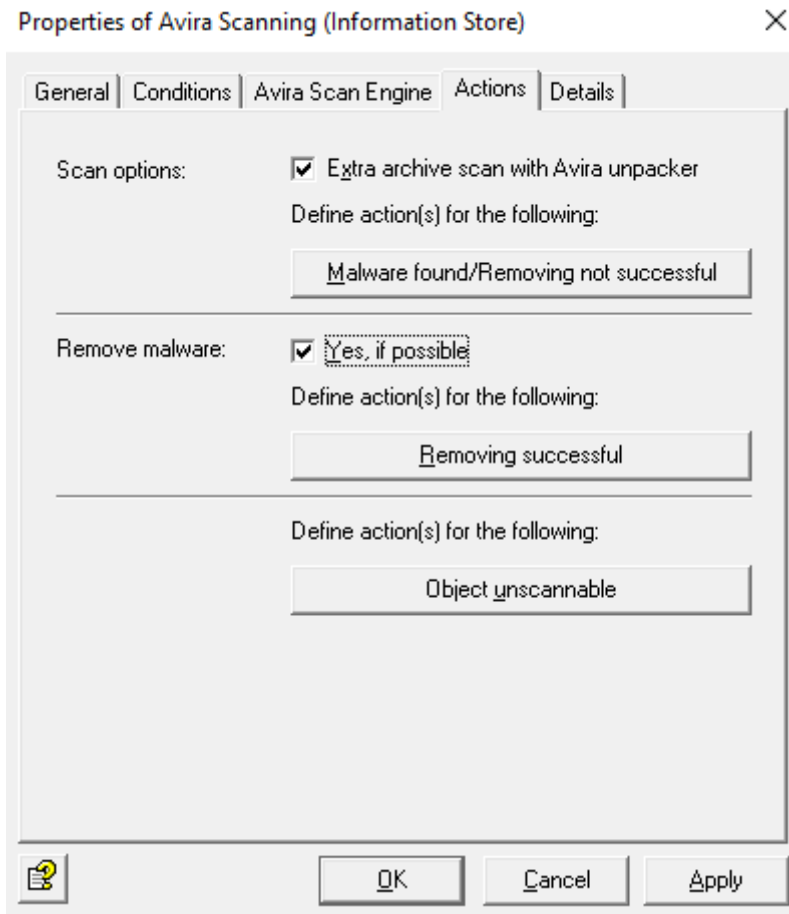 Properties of Avira Scanning (Information Store)
General Conditions Avira Scan Engine Actions Details
Scan options: Extra archive scan with Avira unpacker
Define action(s) for the following:
Malware found/Removing not successful
Remove malware: Yes, if possible
Define action(s) for the following:
Removing successful
Define action(s) for the following:
Object unscannable
OK Cancel Apply